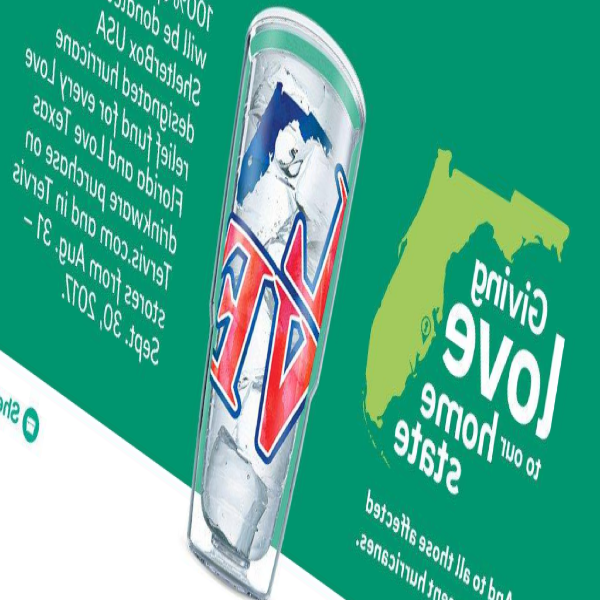 Giving
love
to our home
state
And to all those affected
hurricanes.
100%
will be donated
ShelterBox USA
designated hurricane
relief fund for every Love
Florida and Love Texas
drinkware purchase on
Tervis.com and in Tervis
stores from Aug. 31 –
Sept. 30, 2017.